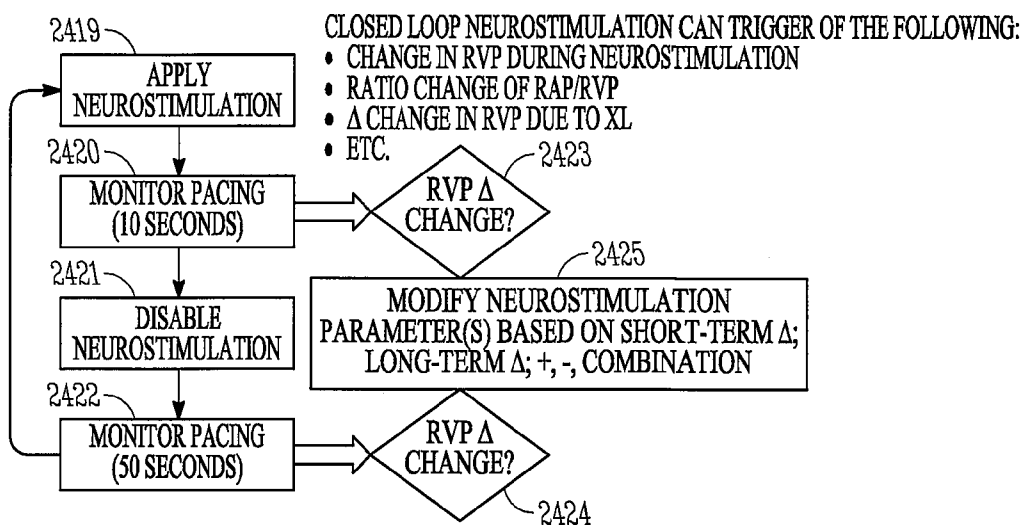 2419
APPLY
NEUROSTIMULATION
2420
MONITOR PACING
(10 SECONDS)
2421
DISABLE
NEUROSTIMULATION
2422
MONITOR PACING
(50 SECONDS)
CLOSED LOOP NEUROSTIMULATION CAN TRIGGER OF THE FOLLOWING:
• CHANGE IN RVP DURING NEUROSTIMULATION
• RATIO CHANGE OF RAP/RVP
• Δ CHANGE IN RVP DUE TO XL
• ETC.
2423
RVP Δ
CHANGE?
2425
MODIFY NEUROSTIMULATION
PARAMETER(S) BASED ON SHORT-TERM Δ;
LONG-TERM Δ; +, -, COMBINATION
RVP Δ
CHANGE?
2424